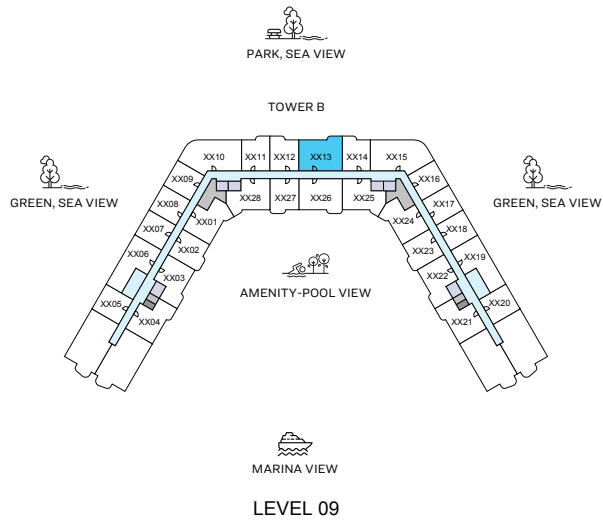 PARK, SEA VIEW
TOWER B
XX10 XX11 XX12 XX13 XX14 XX15
XX09 XX16
XX08 XX28 XX27 XX26 XX25 XX17
XX07 XX01 XX24 XX18
XX06 XX02 XX23 XX19
XX05 XX03 XX22 XX20
XX04 XX21
GREEN, SEA VIEW
GREEN, SEA VIEW
AMENITY-POOL VIEW
MARINA VIEW
LEVEL 09